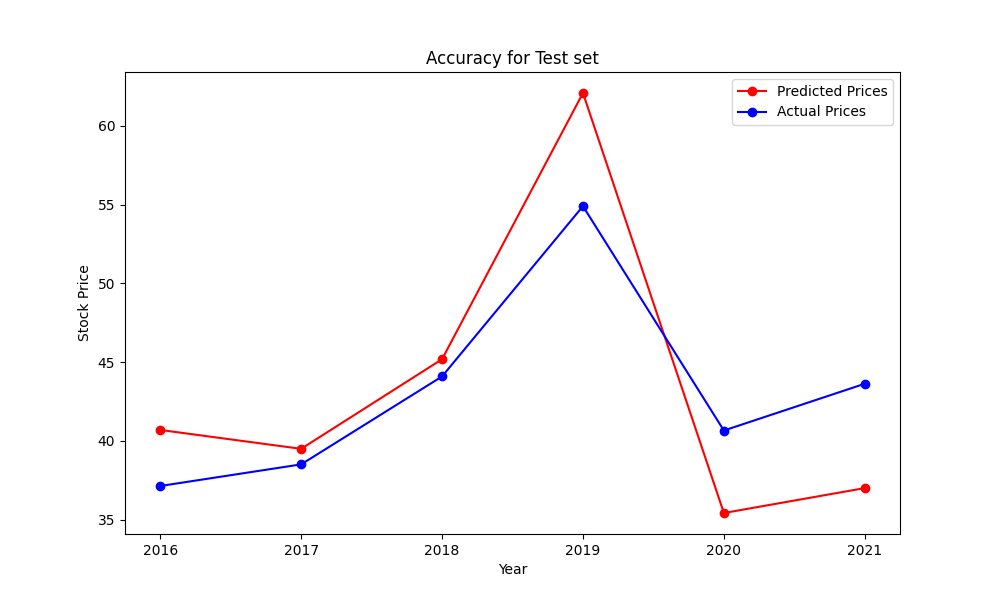 Accuracy for Test set
Predicted Prices
Actual Prices
60
55
50
45
40
35
Stock Price
2016 2017 2018 2019 2020 2021
Year